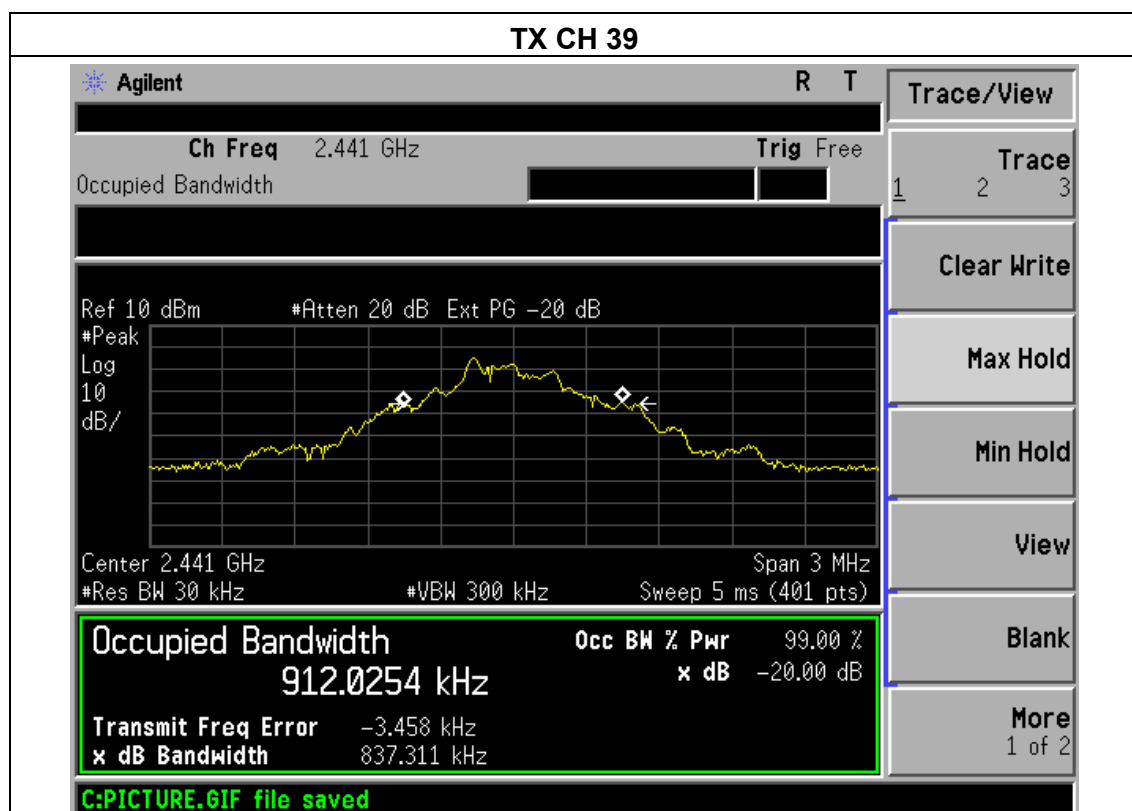 TX CH 39
Agilent R T
Trace/View
Ch Freq 2.441 GHz Trig Free
Occupied Bandwidth
Trace
1 2 3
Clear Write
Ref 10 dBm #Atten 20 dB Ext PG -20 dB
#Peak
Log
10
dB/
Max Hold
Min Hold
View
Center 2.441 GHz Span 3 MHz
#Res BW 30 kHz #VBW 300 kHz Sweep 5 ms (401 pts)
Occupied Bandwidth Occ BW % Pwr 99.00 %
912.0254 kHz x dB -20.00 dB
Blank
Transmit Freq Error -3.458 kHz
x dB Bandwidth 837.311 kHz
More
1 of 2
C:PICTURE.GIF file saved